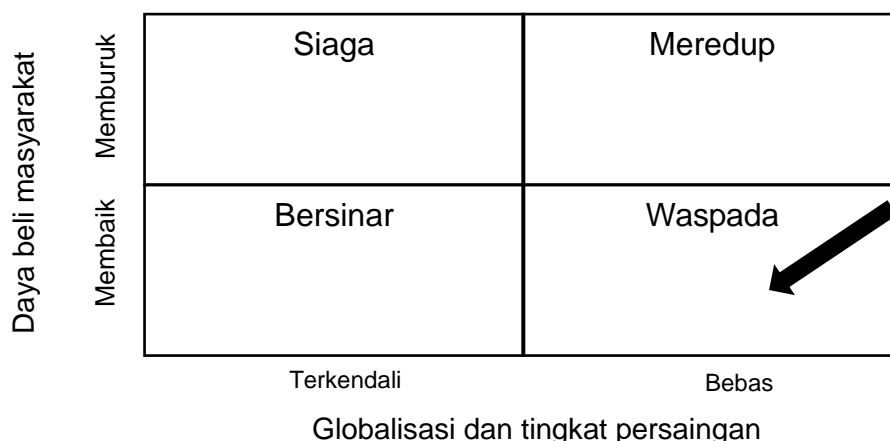 Siaga
Meredup
Memburuk
Daya beli masyarakat
Bersinar
Waspada
Membaik
Terkendali
Bebas
Globalisasi dan tingkat persaingan